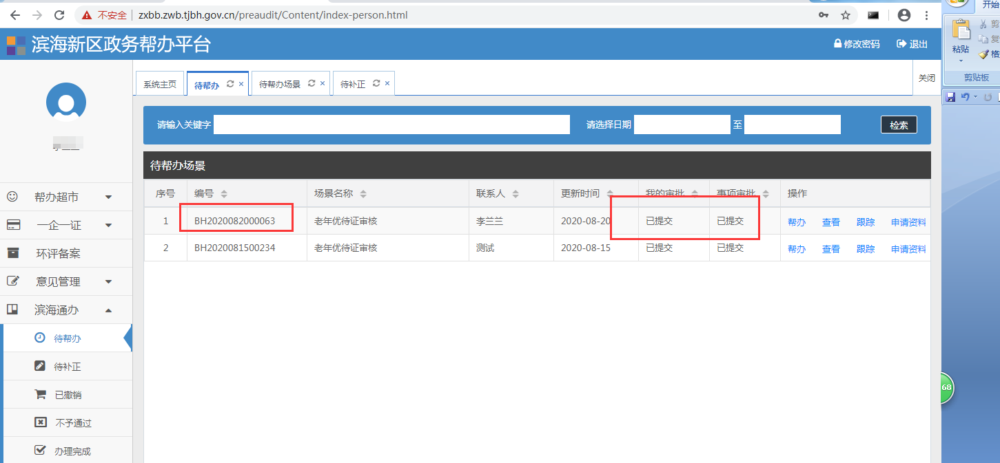 不安全 zxbb.zwb.tjbh.gov.cn/preaudit/Content/index-person.html
开始
滨海新区政务帮办平台 修改密码 退出
粘贴
剪贴板
系统主页 待帮办 待帮办场景 待补正 关闭
请输入关键字 请选择日期 至 检索
待帮办场景
序号 编号 场景名称 联系人 更新时间 我的审批 事项审批 操作
1 BH2020082000063 老年优待证审核 李兰兰 2020-08-20 已提交 已提交 帮办 查看 跟踪 申请资料
2 BH2020081500234 老年优待证审核 测试 2020-08-15 已提交 已提交 帮办 查看 跟踪 申请资料
帮办超市
一企一证
环评备案
意见管理
滨海通办
待帮办
待补正
已撤销
不予通过
办理完成
68